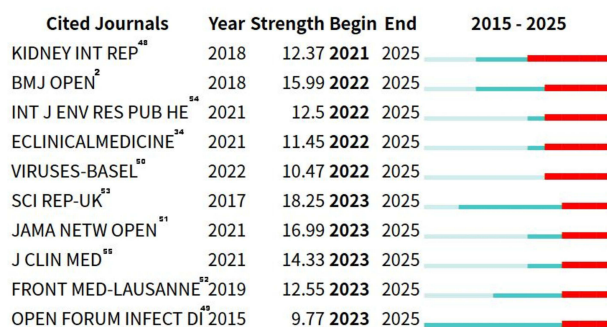 Cited Journals Year Strength Begin End 2015 - 2025
KIDNEY INT REP48 2018 12.37 2021 2025
BMJ OPEN2 2018 15.99 2022 2025
INT J ENV RES PUB HE54 2021 12.5 2022 2025
ECLINICALMEDICINE34 2021 11.45 2022 2025
VIRUSES-BASEL50 2022 10.47 2022 2025
SCI REP-UK53 2017 18.25 2023 2025
JAMA NETW OPEN51 2021 16.99 2023 2025
J CLIN MED55 2021 14.33 2023 2025
FRONT MED-LAUSANNE52 2019 12.55 2023 2025
OPEN FORUM INFECT DI49 2015 9.77 2023 2025